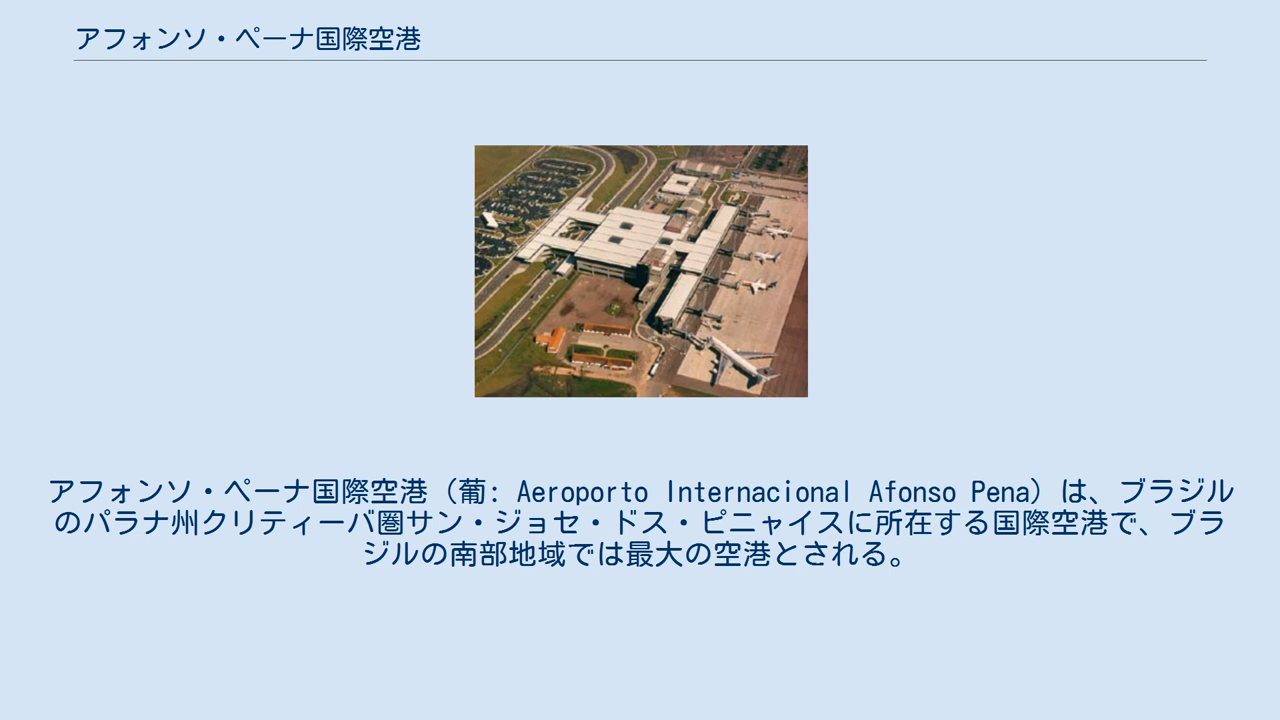 アフォンソ・ペーナ国際空港
アフォンソ・ペーナ国際空港（葡: Aeroporto Internacional Afonso Pena）は、ブラジル
のパラナ州クリティーバ圏サン・ジョセ・ドス・ピニャイスに所在する国際空港で、ブラ
ジルの南部地域では最大の空港とされる。